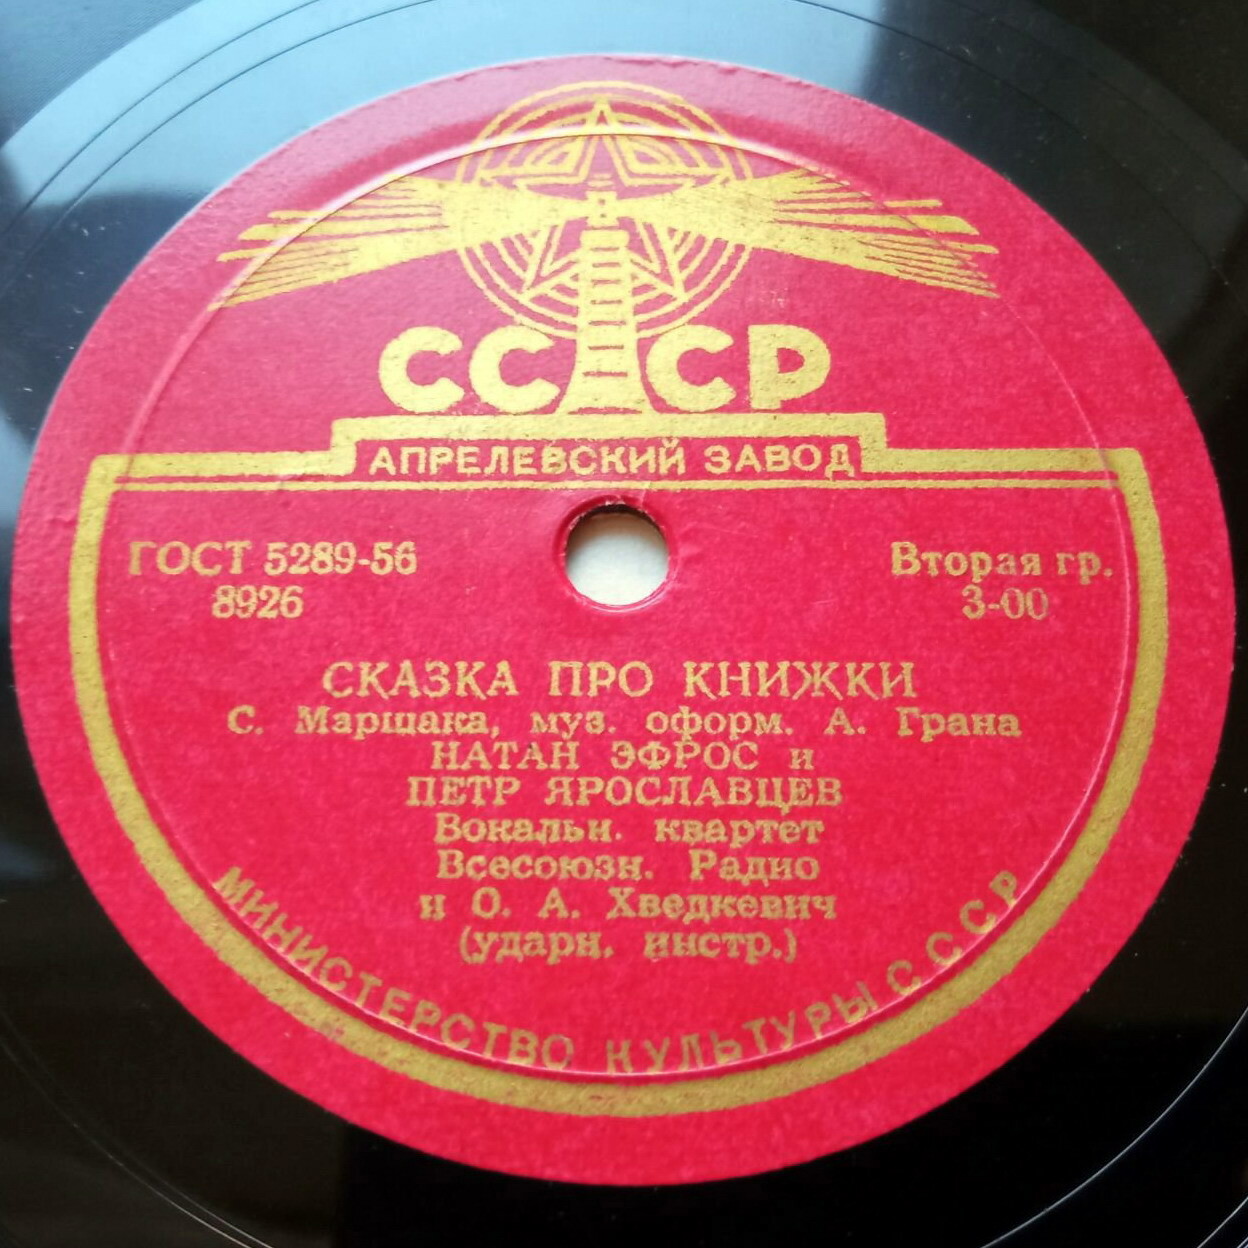 СССР
АПРЕЛЕВСКИЙ ЗАВОД
ГОСТ 5289-56
8926
Вторая гр.
3-00
СКАЗКА ПРО КНИЖКИ
С. Маршака, муз. оформ. А. Грана
НАТАН ЭФРОС и
ПЕТР ЯРОСЛАВЦЕВ
Вокальн. квартет
Всесоюзн. Радио
и О. А. Хведкевич
(ударн. инстр.)
МИНИСТЕРСТВО КУЛЬТУРЫ СССР